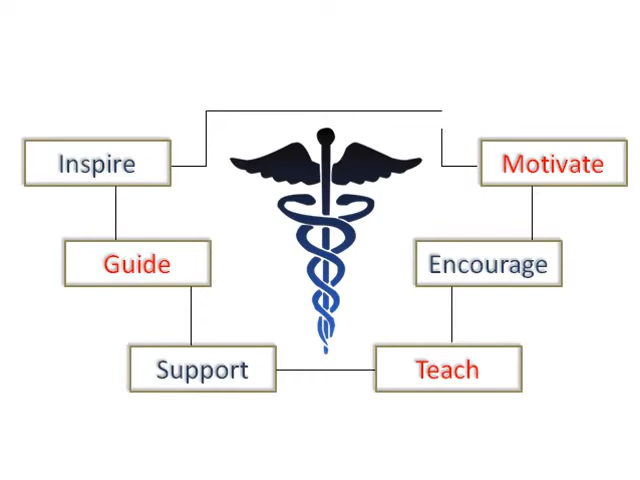 Inspire
Motivate
Guide
Encourage
Support
Teach